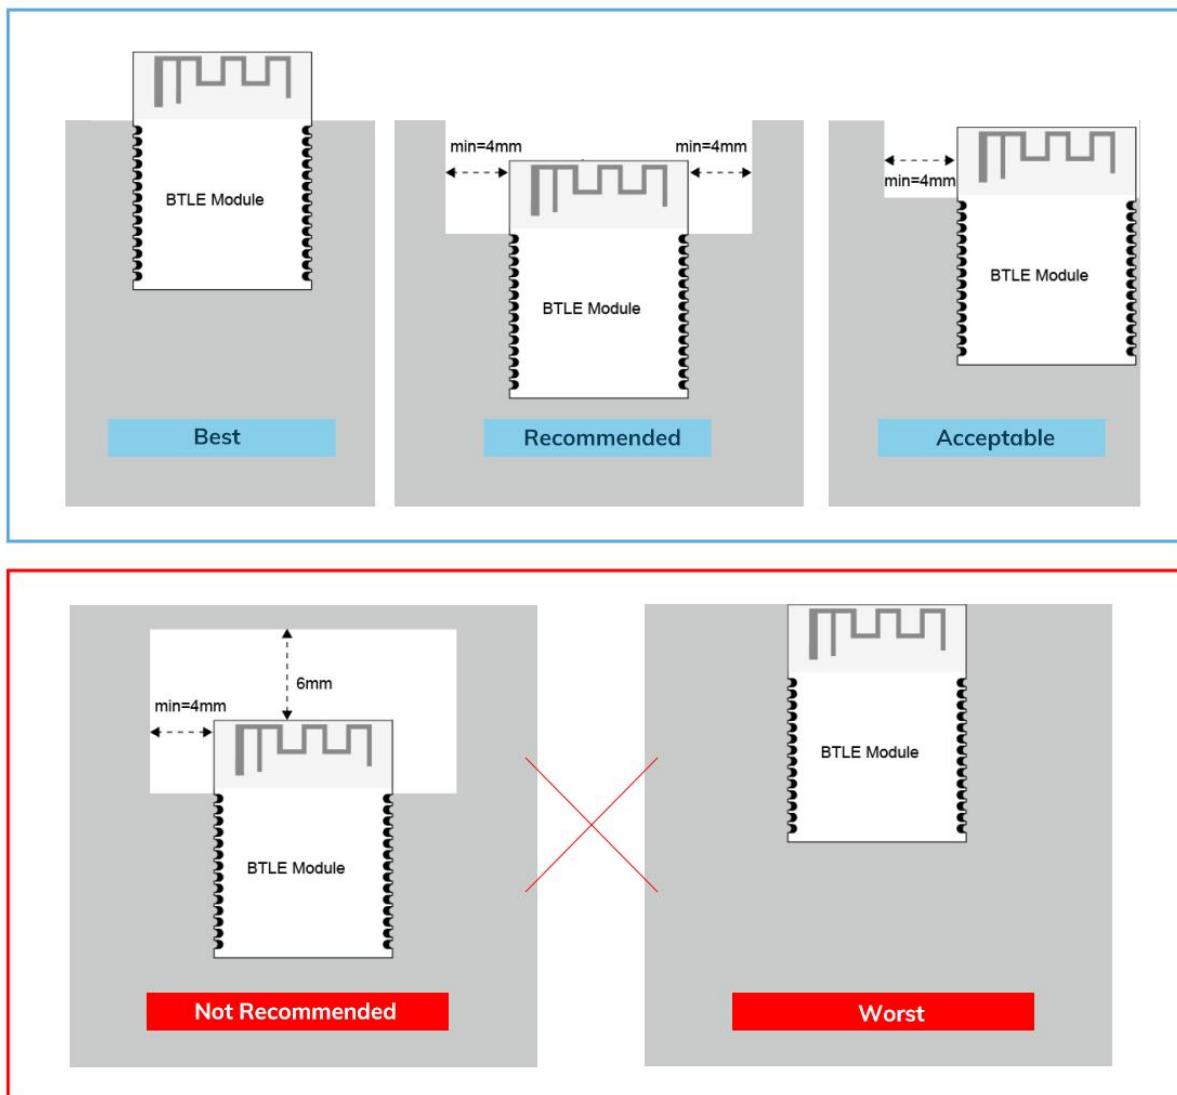 BTLE Module
Best
min=4mm
min=4mm
BTLE Module
Recommended
min=4mm
BTLE Module
Acceptable
6mm
min=4mm
BTLE Module
Not Recommended
BTLE Module
Worst